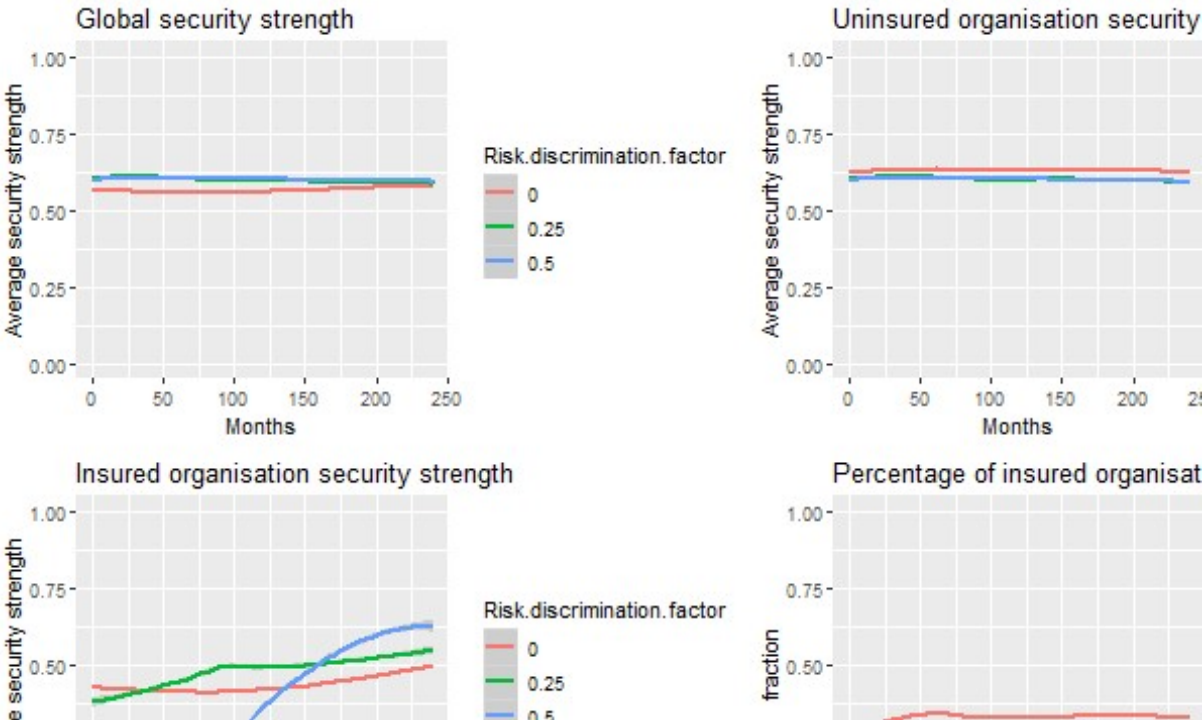 Global security strength
Average security strength
1.00
0.75
0.50
0.25
0.00
0 50 100 150 200 250
Months
Risk.discrimination.factor
0
0.25
0.5
Uninsured organisation security
Average security strength
1.00
0.75
0.50
0.25
0.00
0 50 100 150 200
Months
Insured organisation security strength
security strength
1.00
0.75
0.50
Risk.discrimination.factor
0
0.25
0.5
Percentage of insured
fraction
1.00
0.75
0.50